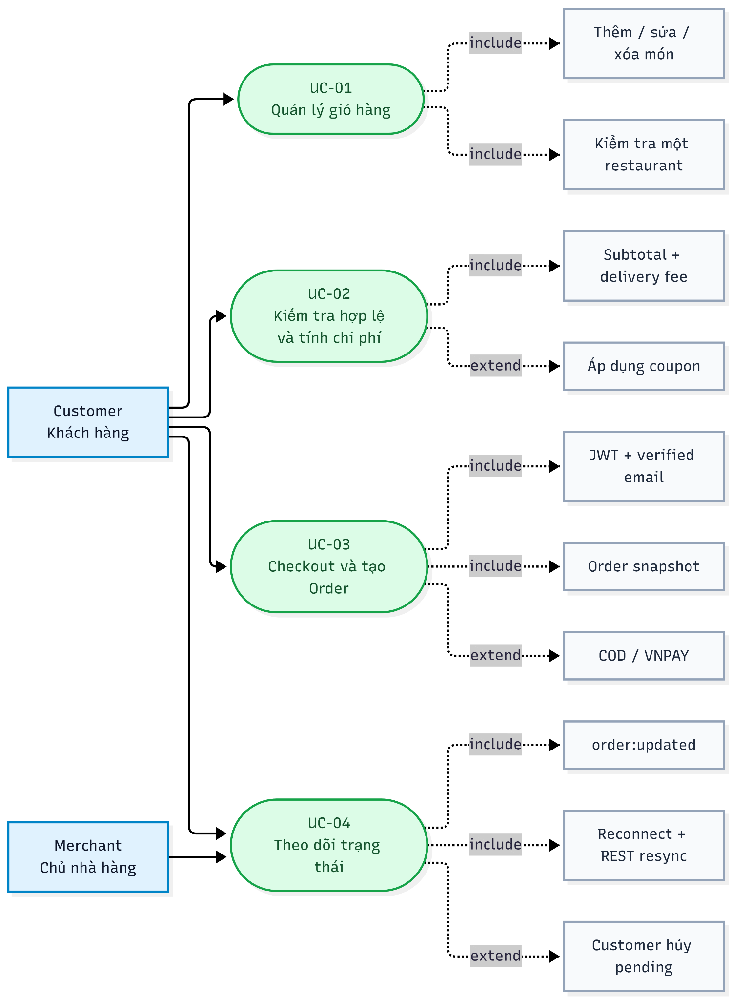 Customer
Khách hàng
Merchant
Chủ nhà hàng
UC-01
Quản lý giỏ hàng
include
Thêm / sửa /
xóa món
include
Kiểm tra một
restaurant
UC-02
Kiểm tra hợp lệ
và tính chi phí
include
Subtotal +
delivery fee
extend
Áp dụng coupon
UC-03
Checkout và tạo
Order
include
JWT + verified
email
include
Order snapshot
extend
COD / VNPAY
UC-04
Theo dõi trạng
thái
include
order:updated
include
Reconnect +
REST resync
extend
Customer hủy
pending